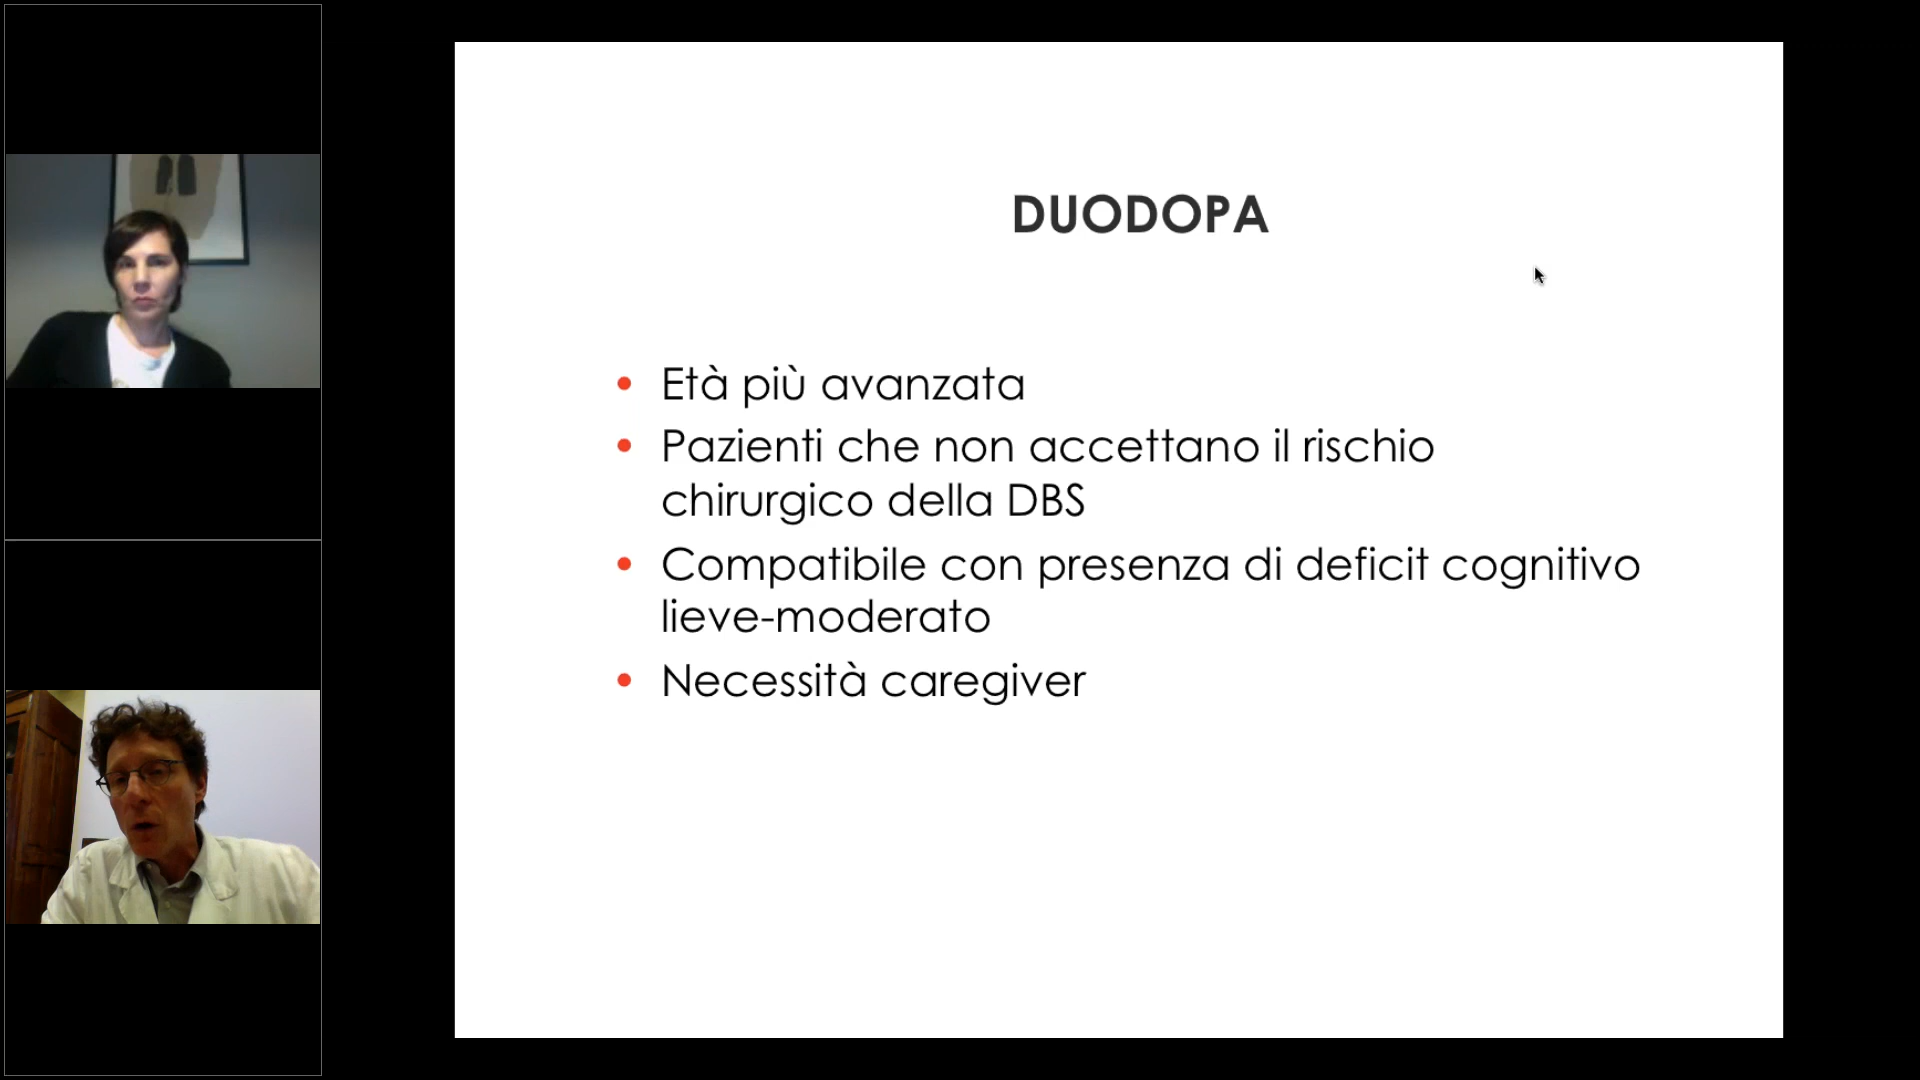 DUODOPA
• Età più avanzata
• Pazienti che non accettano il rischio
chirurgico della DBS
• Compatibile con presenza di deficit cognitivo
lieve-moderato
• Necessità caregiver